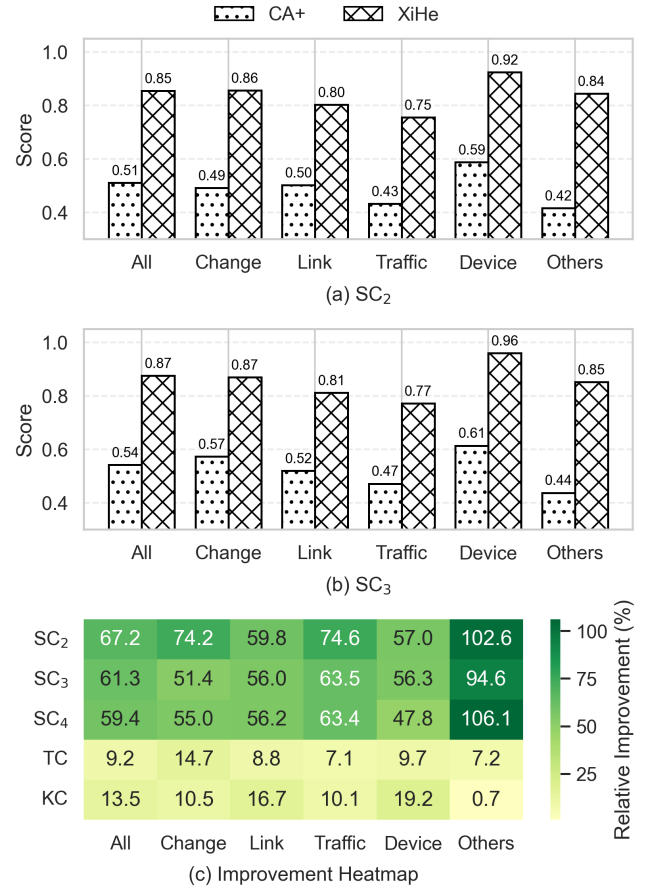 CA+ XiHe
1.0
0.8
0.6
0.4
Score
0.51 0.85 0.49 0.86 0.50 0.80 0.43 0.75 0.59 0.92 0.42 0.84
All Change Link Traffic Device Others
(a) SC₂
1.0
0.8
0.6
0.4
Score
0.54 0.87 0.57 0.87 0.52 0.81 0.47 0.77 0.61 0.96 0.44 0.85
All Change Link Traffic Device Others
(b) SC₃
SC₂ 67.2 74.2 59.8 74.6 57.0 102.6
SC₃ 61.3 51.4 56.0 63.5 56.3 94.6
SC₄ 59.4 55.0 56.2 63.4 47.8 106.1
TC 9.2 14.7 8.8 7.1 9.7 7.2
KC 13.5 10.5 16.7 10.1 19.2 0.7
All Change Link Traffic Device Others
100
75
50
25
Relative Improvement (%)
(c) Improvement Heatmap